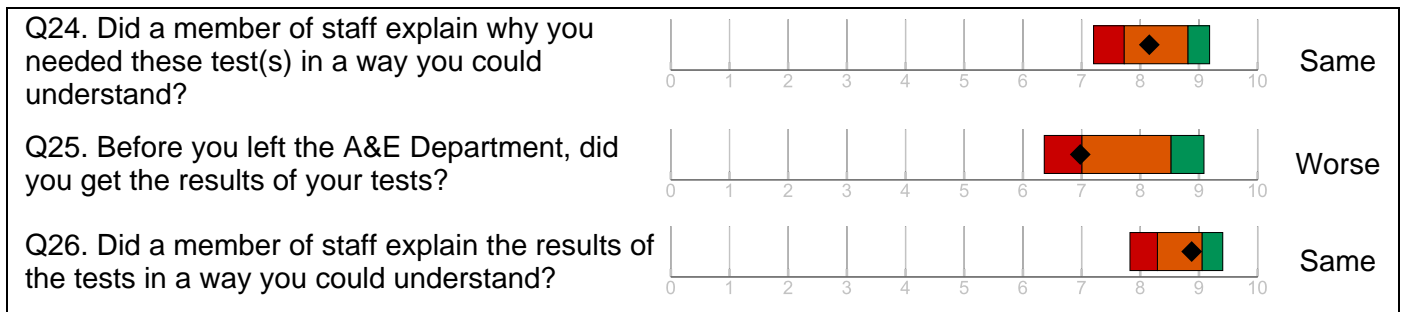 Q24. Did a member of staff explain why you
needed these test(s) in a way you could
understand?
0 1 2 3 4 5 6 7 8 9 10
Same
Q25. Before you left the A&E Department, did
you get the results of your tests?
0 1 2 3 4 5 6 7 8 9 10
Worse
Q26. Did a member of staff explain the results of
the tests in a way you could understand?
0 1 2 3 4 5 6 7 8 9 10
Same